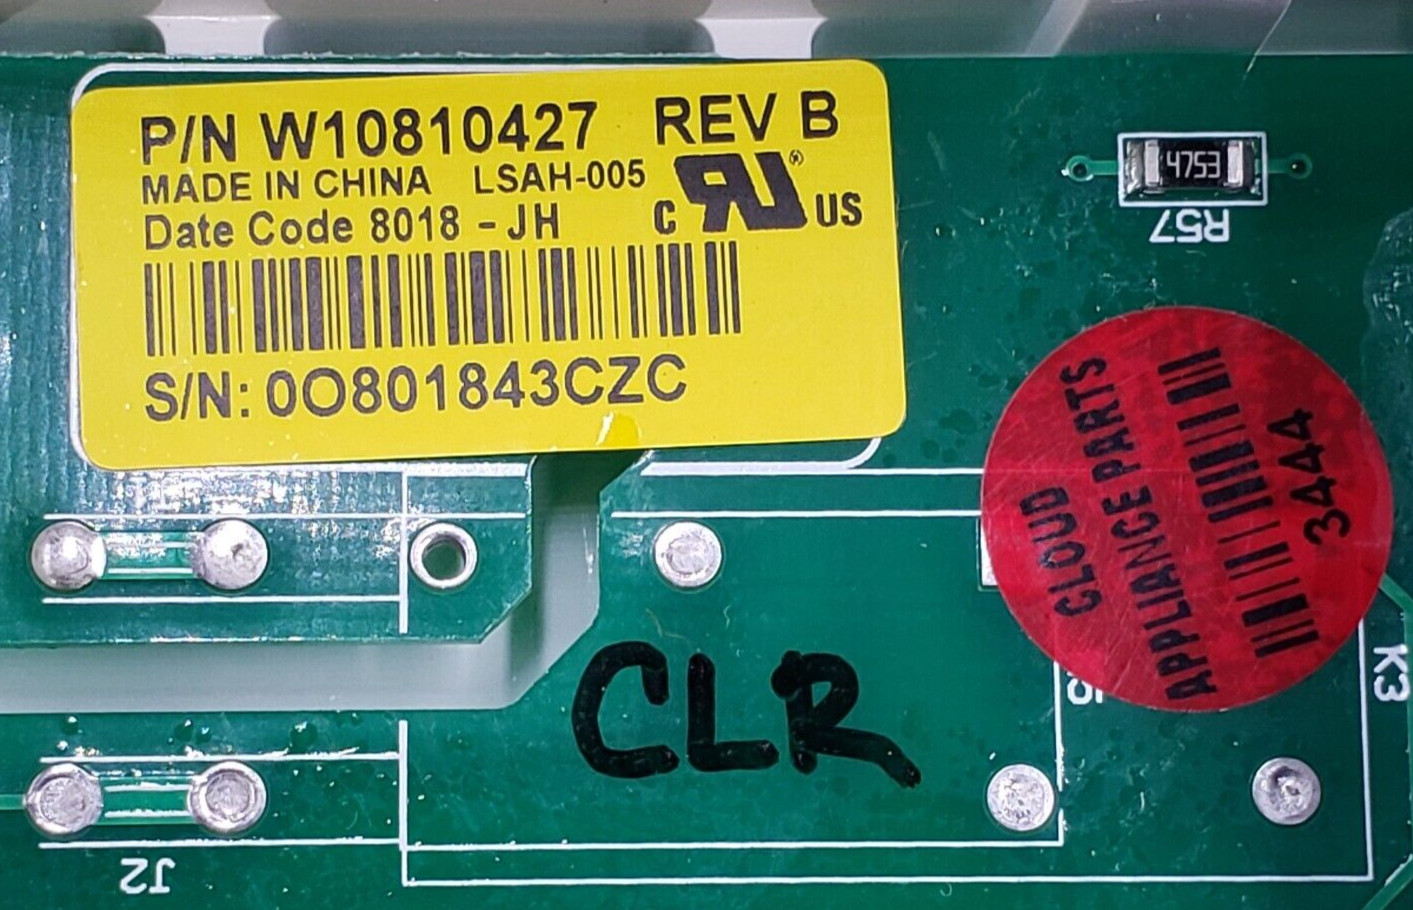 P/N W10810427 REV B
MADE IN CHINA LSAH-005
Date Code 8018 - JH
C RU ® US
S/N: 0O801843CZC
4753
R57
CLOUD
APPLIANCE PARTS
3444
CLR
K3
J2